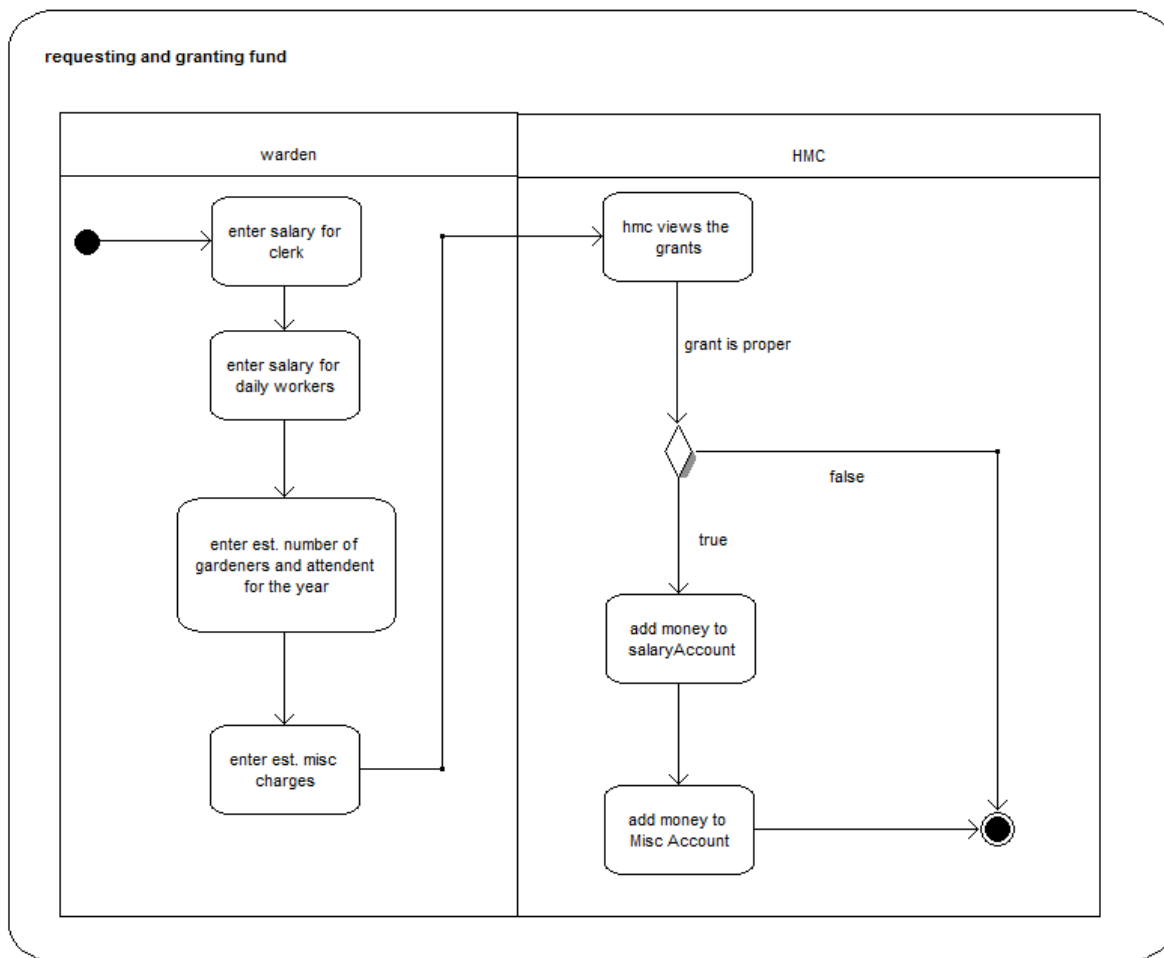 requesting and granting fund
warden
HMC
enter salary for
clerk
enter salary for
daily workers
enter est. number of
gardeners and attendent
for the year
enter est. misc
charges
hmc views the
grants
grant is proper
false
true
add money to
salaryAccount
add money to
Misc Account